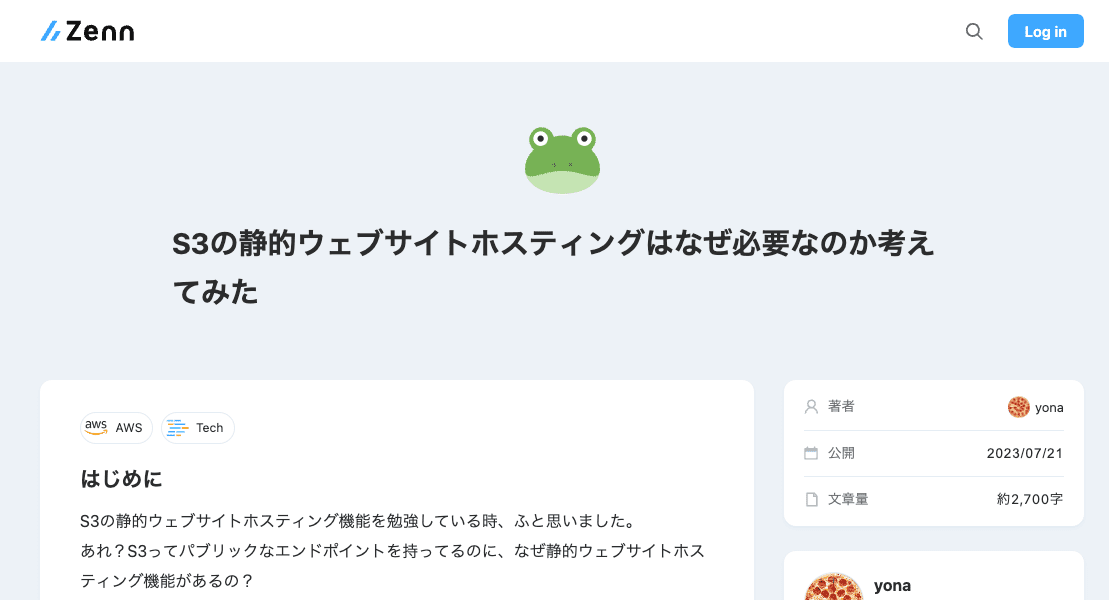 Zenn
Log in
S3の静的ウェブサイトホスティングはなぜ必要なのか考え
てみた
aws AWS
Tech
はじめに
S3の静的ウェブサイトホスティング機能を勉強している時、ふと思いました。
あれ？S3ってパブリックなエンドポイントを持ってるのに、なぜ静的ウェブサイトホス
ティング機能があるの？
著者 yona
公開 2023/07/21
文章量 約2,700字
yona